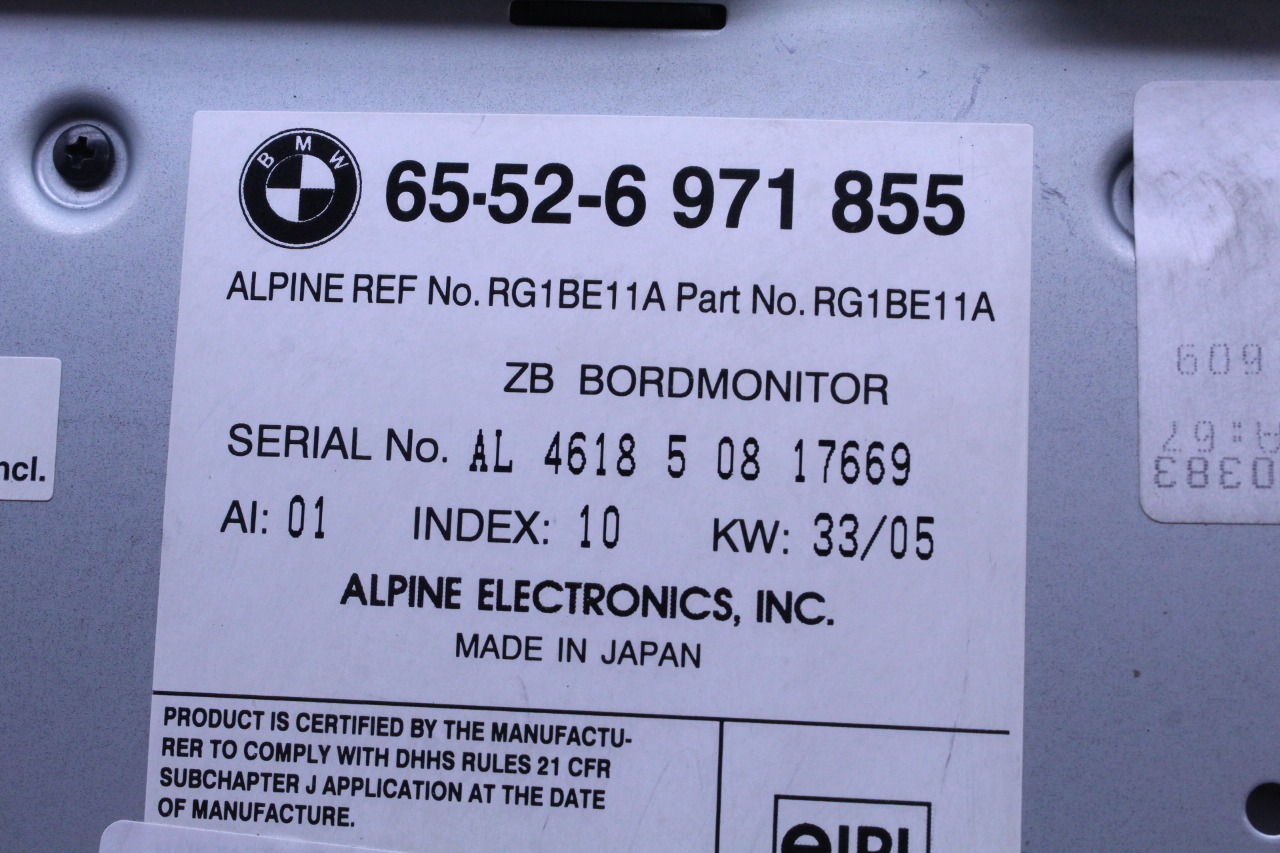 BMW
65-52-6 971 855
ALPINE REF No. RG1BE11A Part No. RG1BE11A
ZB BORDMONITOR
SERIAL No. AL 4618 5 08 17669
AI: 01 INDEX: 10 KW: 33/05
ALPINE ELECTRONICS, INC.
MADE IN JAPAN
PRODUCT IS CERTIFIED BY THE MANUFACTU-
RER TO COMPLY WITH DHHS RULES 21 CFR
SUBCHAPTER J APPLICATION AT THE DATE
OF MANUFACTURE.
ncl.